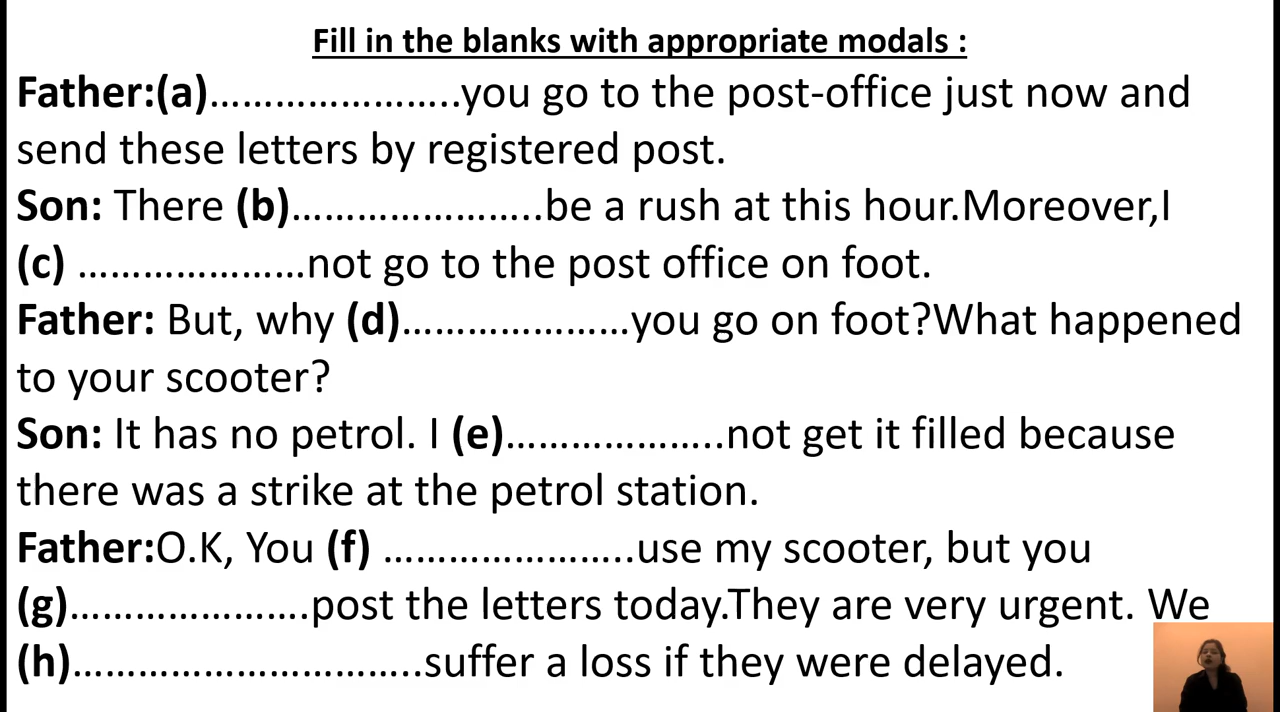 Fill in the blanks with appropriate modals :
Father:(a)…………………..you go to the post-office just now and
send these letters by registered post.
Son: There (b)…………………..be a rush at this hour.Moreover,I
(c) …………………not go to the post office on foot.
Father: But, why (d)…………………you go on foot?What happened
to your scooter?
Son: It has no petrol. I (e)………………..not get it filled because
there was a strike at the petrol station.
Father:O.K, You (f) …………………..use my scooter, but you
(g)………………….post the letters today.They are very urgent. We
(h)…………………………..suffer a loss if they were delayed.